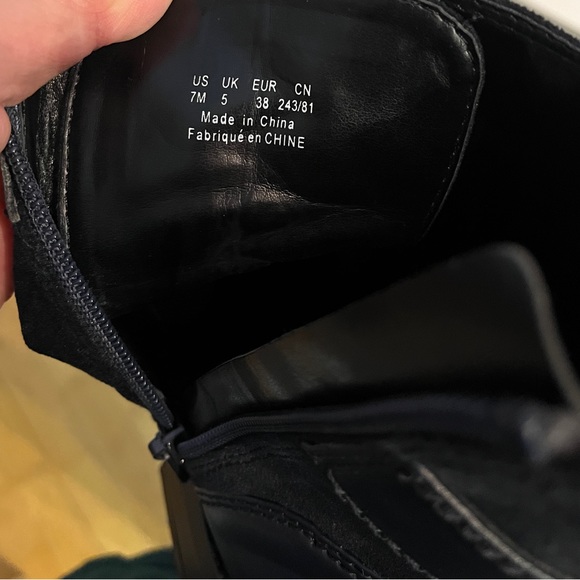 US UK EUR CN
7M 5 38 243/81
Made in China
Fabriqué en CHINE